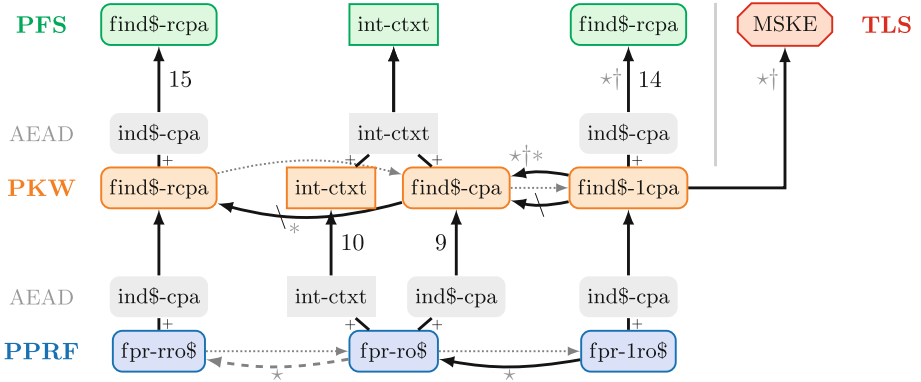 PFS find$-rcpa int-ctxt find$-rcpa MSKE TLS
15 ⋆† 14 ⋆†
AEAD ind$-cpa int-ctxt ind$-cpa
+ + + ⋆†* +
PKW find$-rcpa int-ctxt find$-cpa find$-1cpa
\* \
10 9
AEAD ind$-cpa int-ctxt ind$-cpa ind$-cpa
+ + + +
PPRF fpr-rro$ fpr-ro$ fpr-1ro$
⋆ ⋆